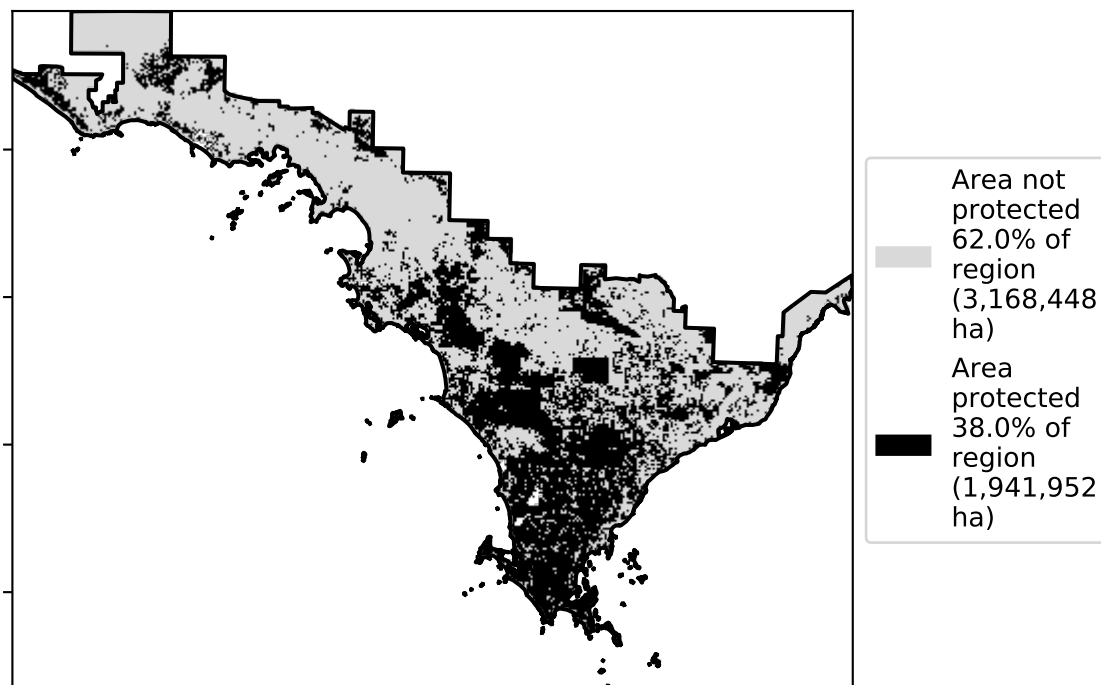 Area not
protected
62.0% of
region
(3,168,448
ha)
Area
protected
38.0% of
region
(1,941,952
ha)